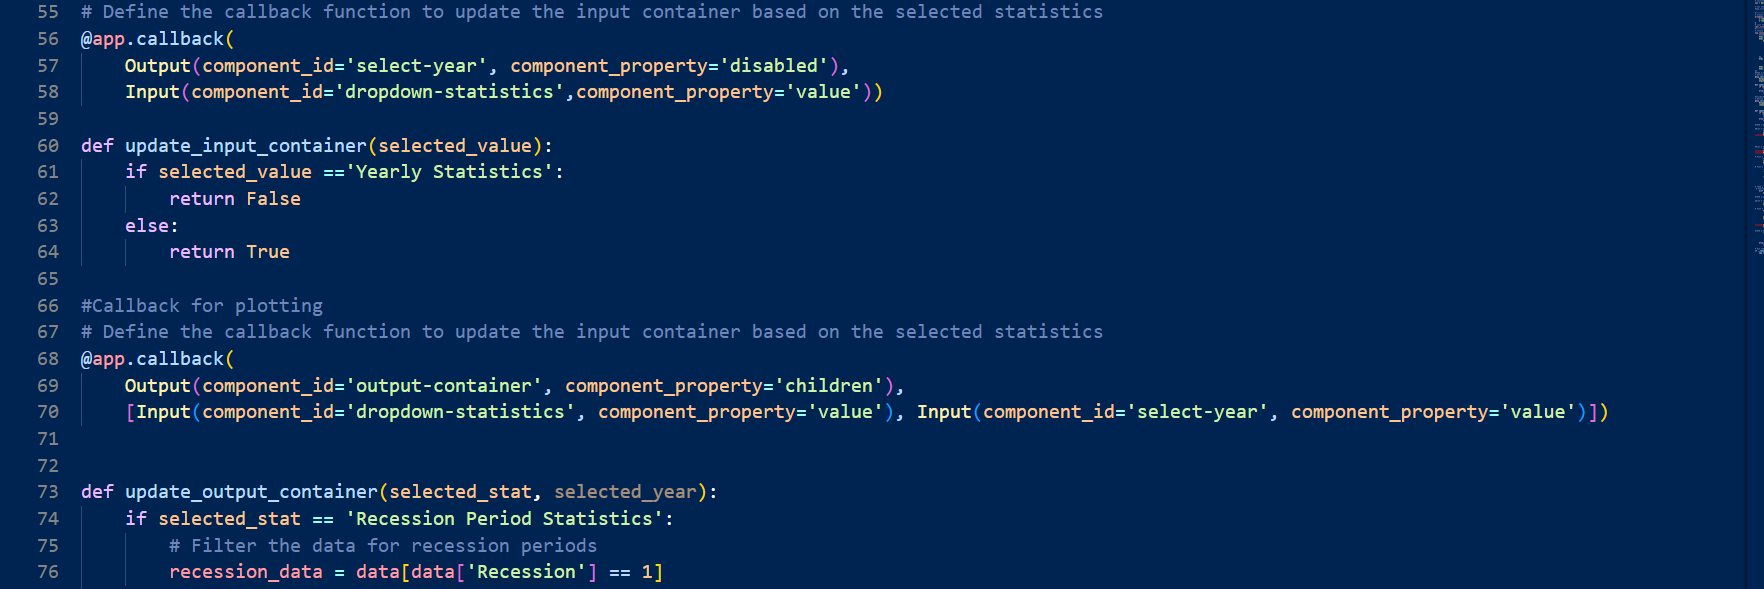 55 # Define the callback function to update the input container based on the selected statistics
56 @app.callback(
57     Output(component_id='select-year', component_property='disabled'),
58     Input(component_id='dropdown-statistics',component_property='value'))
59
60 def update_input_container(selected_value):
61     if selected_value =='Yearly Statistics':
62         return False
63     else:
64         return True
65
66 #Callback for plotting
67 # Define the callback function to update the input container based on the selected statistics
68 @app.callback(
69     Output(component_id='output-container', component_property='children'),
70     [Input(component_id='dropdown-statistics', component_property='value'), Input(component_id='select-year', component_property='value')])
71
72
73 def update_output_container(selected_stat, selected_year):
74     if selected_stat == 'Recession Period Statistics':
75         # Filter the data for recession periods
76         recession_data = data[data['Recession'] == 1]